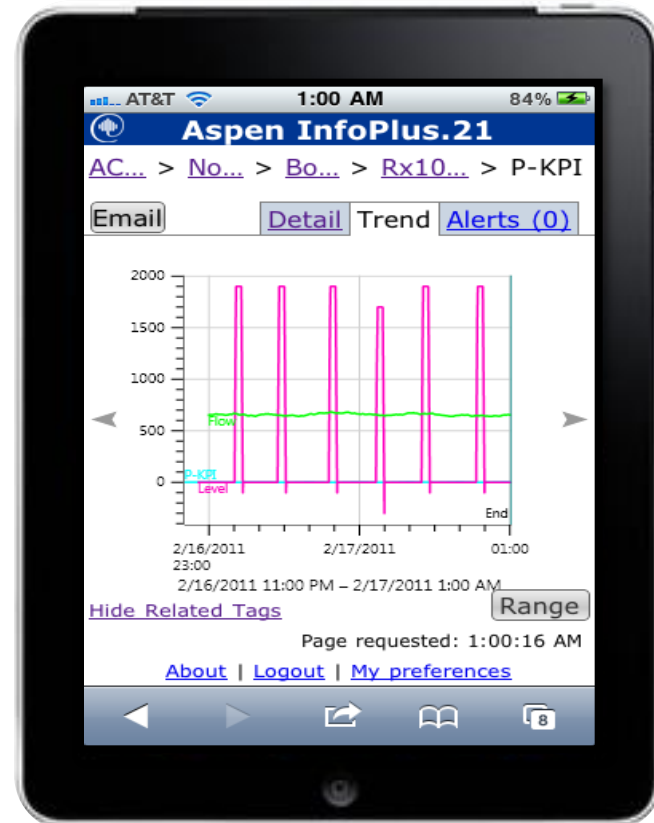 AT&T 1:00 AM 84%
Aspen InfoPlus.21
AC... > No... > Bo... > Rx10... > P-KPI
Email Detail Trend Alerts (0)
2000
1500
1000
500
Flow
P-KPI
0
Level
End
2/16/2011 2/17/2011 01:00
23:00
2/16/2011 11:00 PM – 2/17/2011 1:00 AM
Hide Related Tags Range
Page requested: 1:00:16 AM
About | Logout | My preferences
8